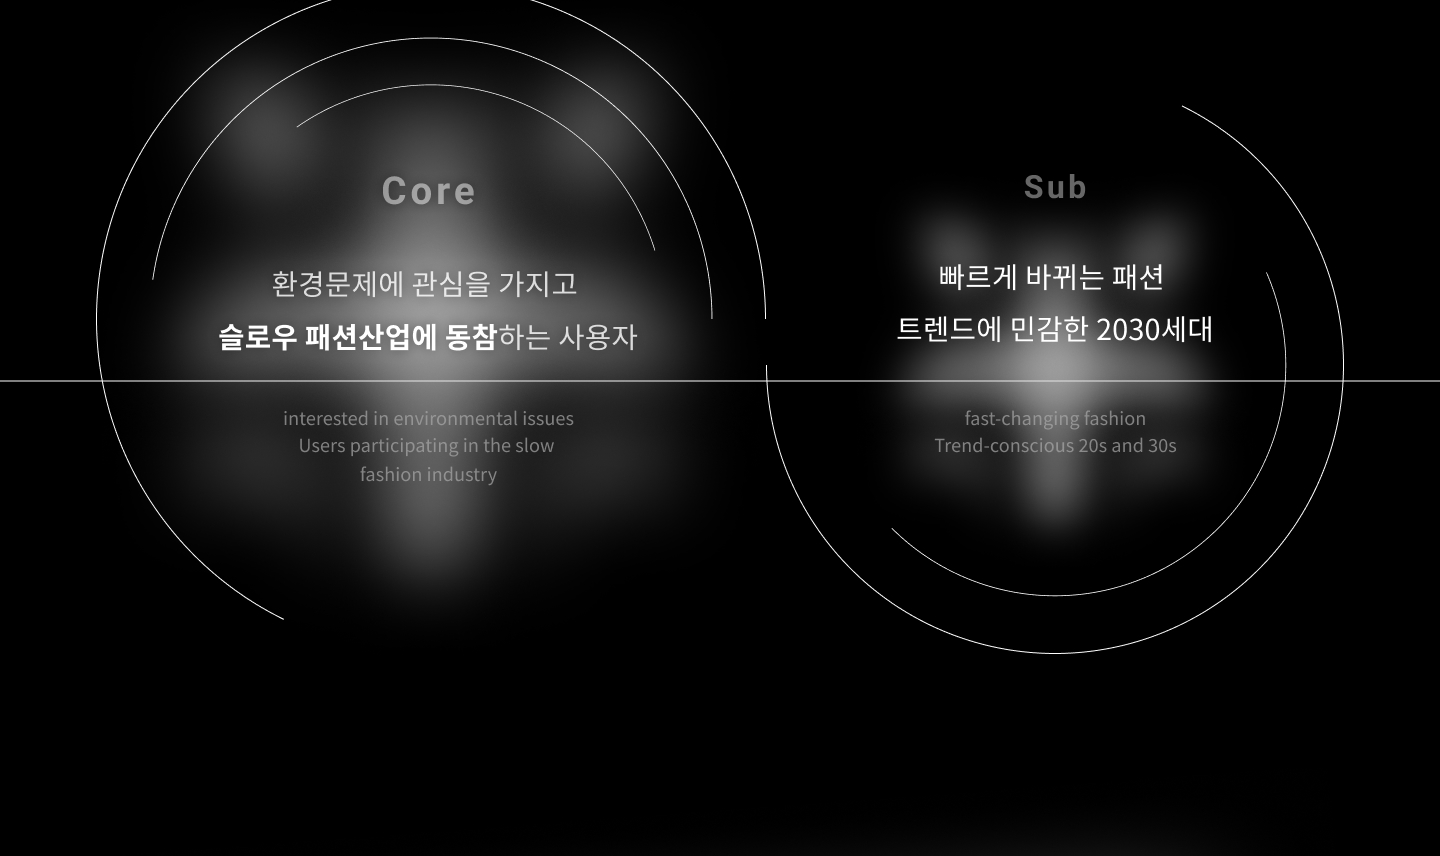 Core
환경문제에 관심을 가지고
슬로우 패션산업에 동참하는 사용자
interested in environmental issues
Users participating in the slow
fashion industry
Sub
빠르게 바뀌는 패션
트렌드에 민감한 2030세대
fast-changing fashion
Trend-conscious 20s and 30s